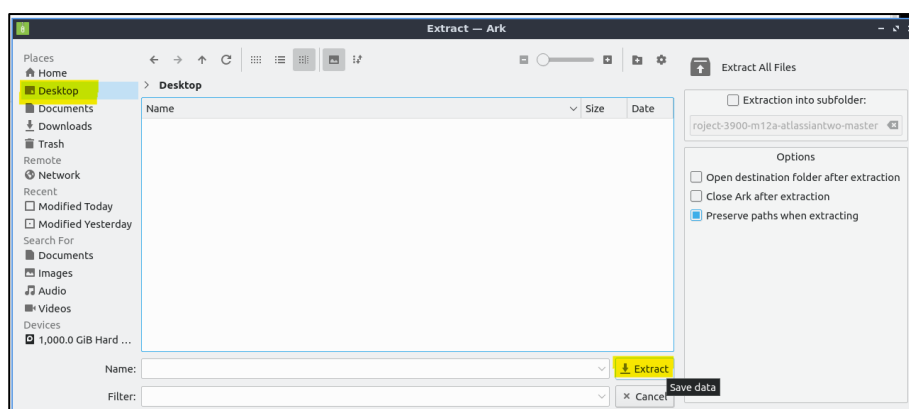 Extract — Ark
Places
Home
Desktop
Documents
Downloads
Trash
Remote
Network
Recent
Modified Today
Modified Yesterday
Search For
Documents
Images
Audio
Videos
Devices
1,000.0 GiB Hard ...
> Desktop
Name Size Date
Name:
Extract
Save data
Filter:
Cancel
Extract All Files
Extraction into subfolder:
roject-3900-m12a-atlassiantwo-master
Options
Open destination folder after extraction
Close Ark after extraction
Preserve paths when extracting